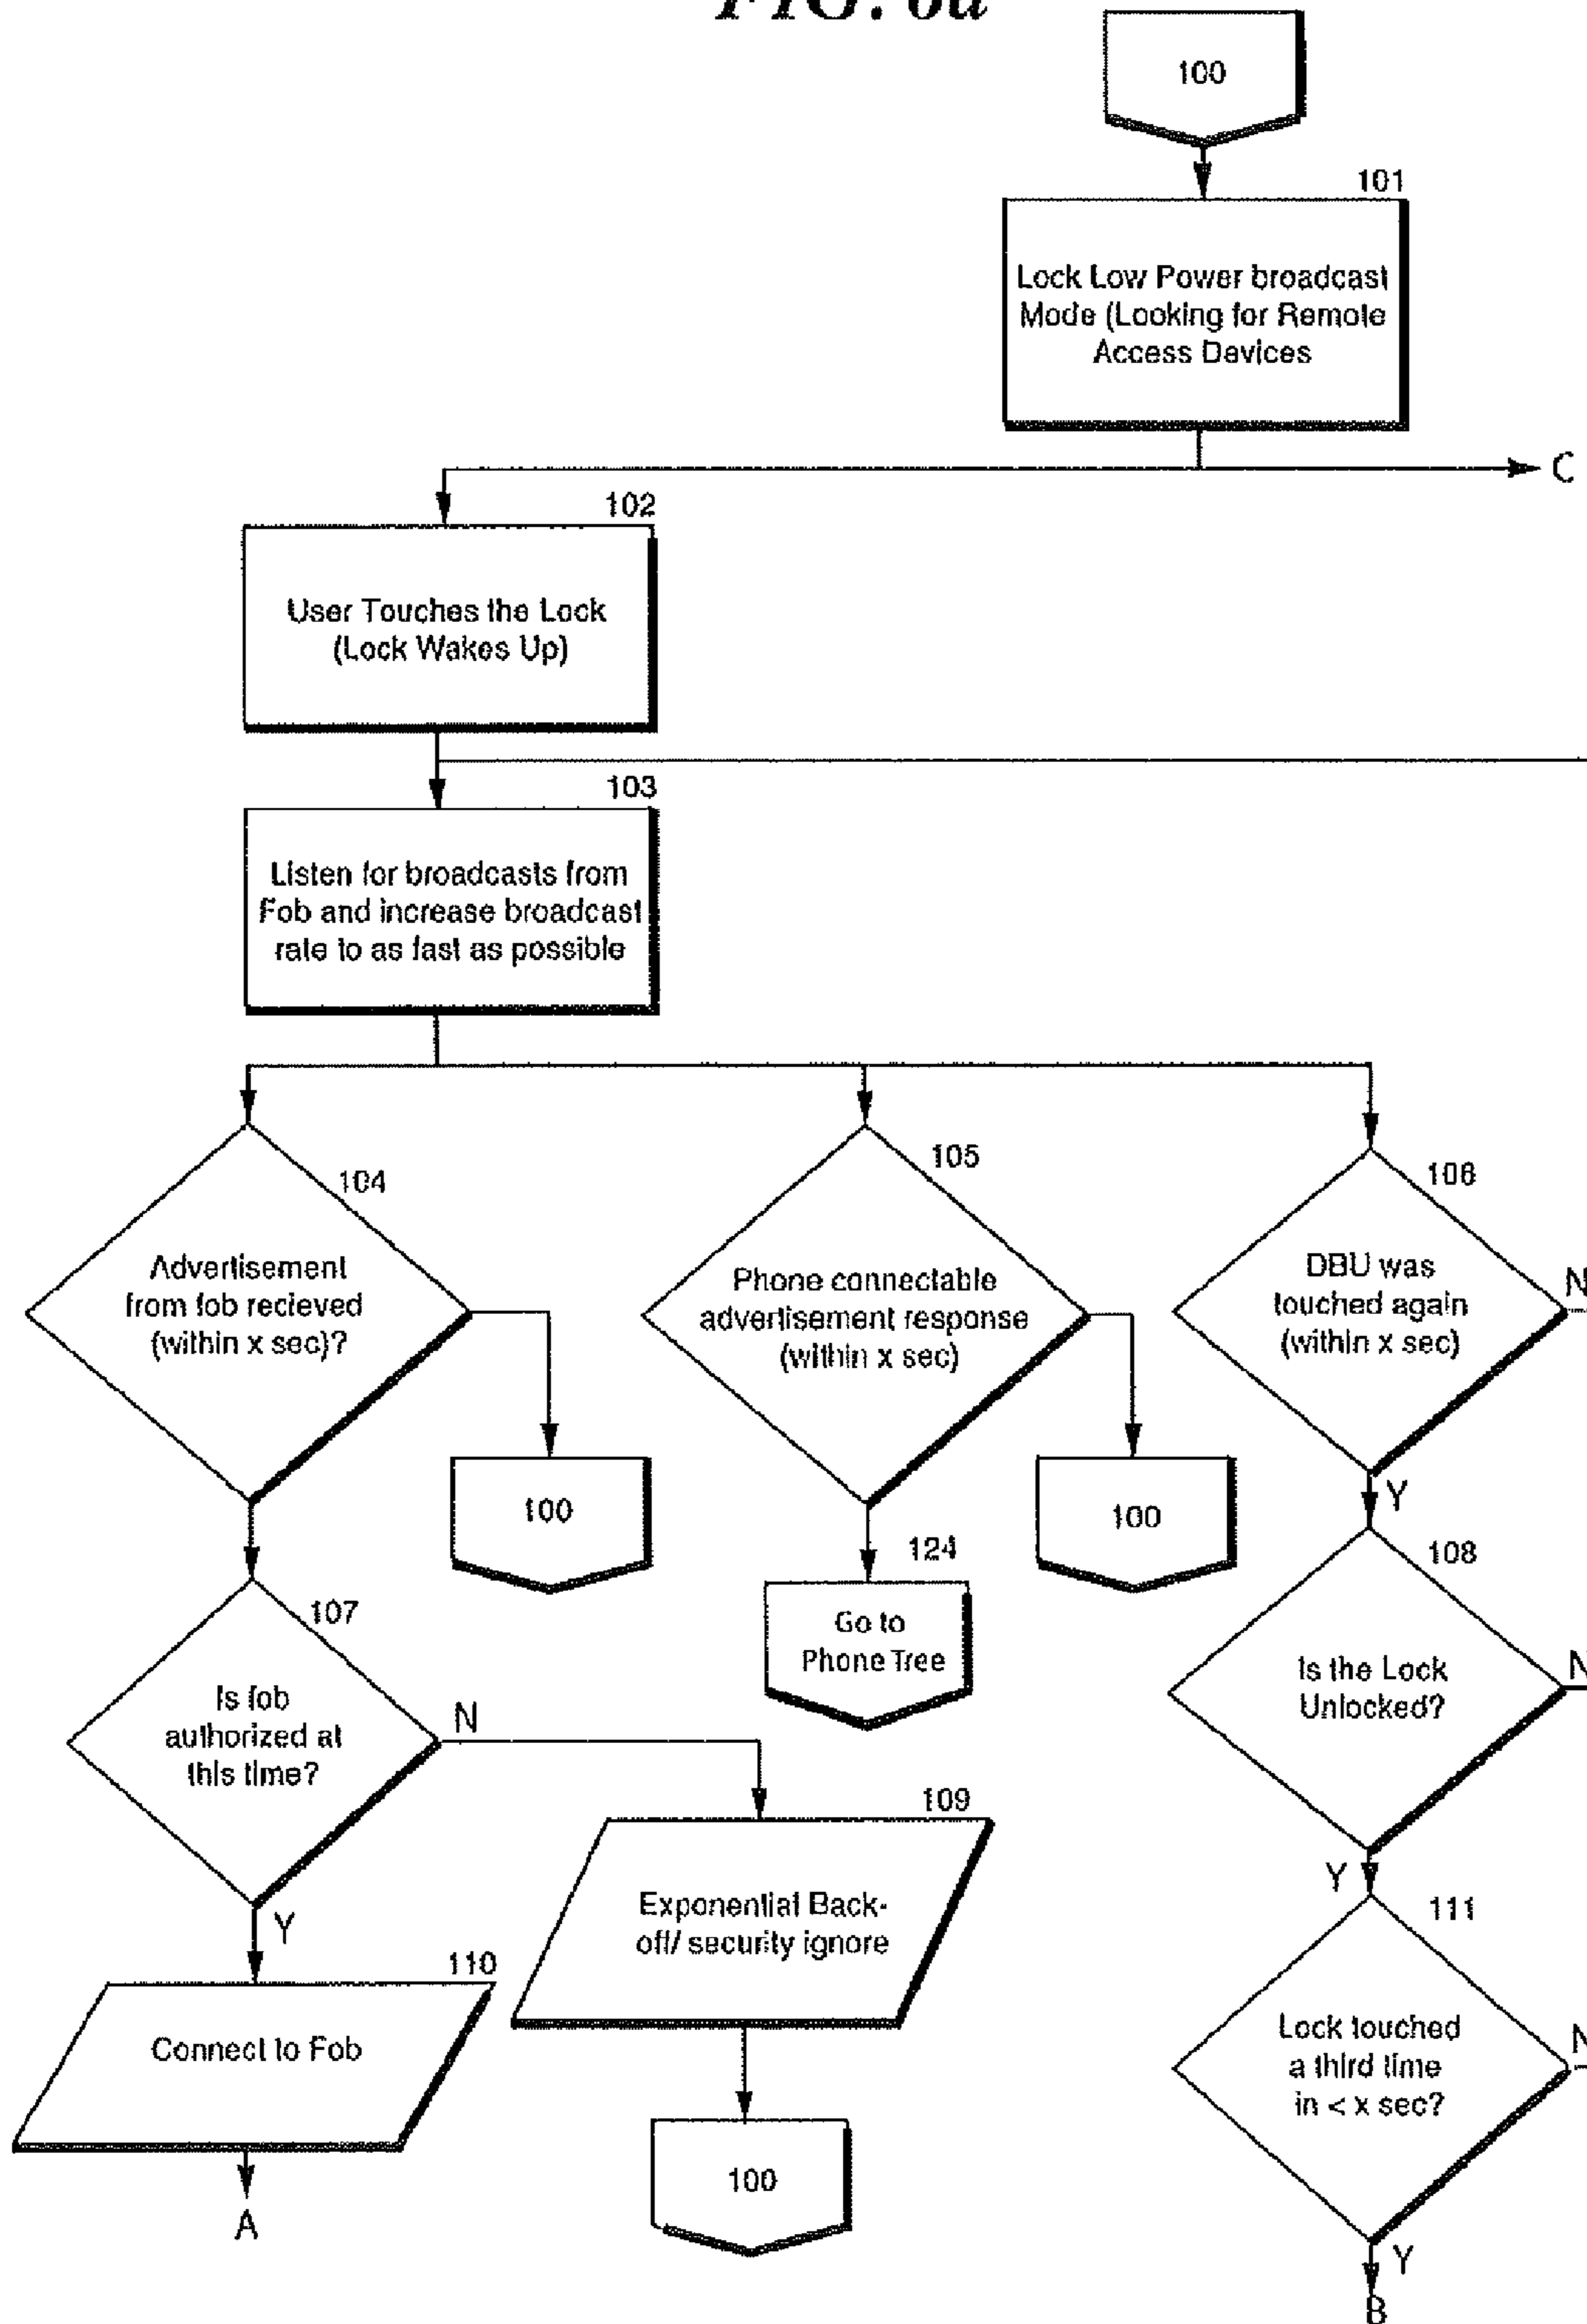 100
101
Lock Low Power broadcast
Mode (Looking for Remote
Access Devices
C
102
User Touches the Lock
(Lock Wakes Up)
103
Listen for broadcasts from
Fob and increase broadcast
rate to as fast as possible
104
Advertisement
from fob recieved
(within x sec)?
100
105
Phone connectable
advertisement response
(within x sec)
100
106
DBU was
touched again
(within x sec)
N
Y
124
Go to
Phone Tree
107
Is fob
authorized at
this time?
N
Y
108
Is the Lock
Unlocked?
N
Y
109
Exponential Back-
off/ security ignore
100
110
Connect to Fob
A
111
Lock touched
a third time
in < x sec?
N
Y
B